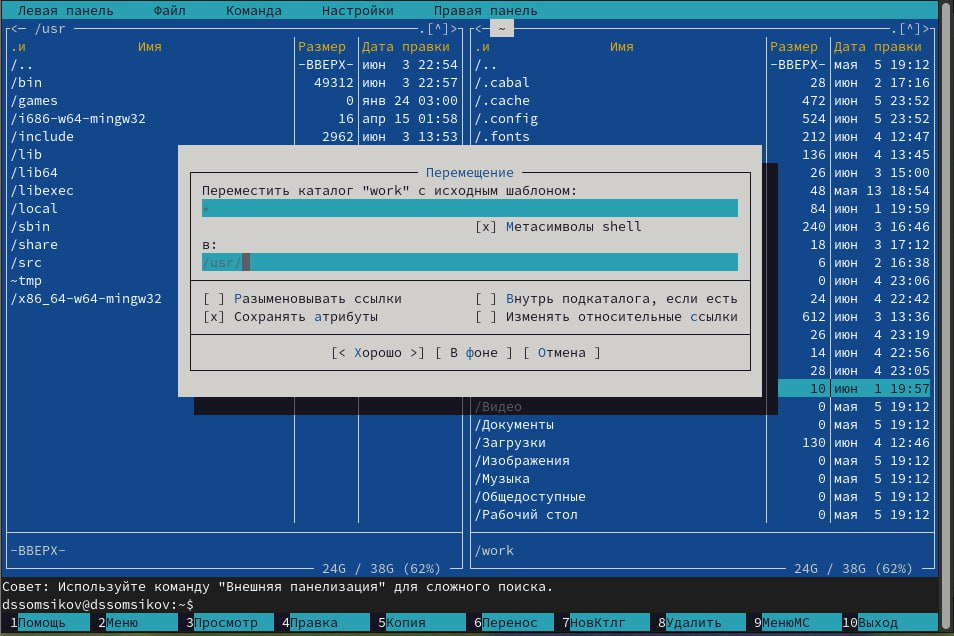 Левая панель Файл Команда Настройки Правая панель
<─ /usr .[^]> <─ ~ .[^]>
.и Имя Размер Дата правки .и Имя Размер Дата правки
/.. -ВВЕРХ- июн 3 22:54 /.. -ВВЕРХ- мая 5 19:12
/bin 49312 июн 3 22:57 /.cabal 28 июн 2 17:16
/games 0 янв 24 03:00 /.cache 472 июн 5 23:52
/i686-w64-mingw32 16 апр 15 01:58 /.config 524 июн 5 23:52
/include 2962 июн 3 13:53 /.fonts 212 июн 4 12:47
/lib 136 июн 4 13:45
/lib64 Перемещение 26 июн 3 15:00
/libexec Переместить каталог "work" с исходным шаблоном: 48 мая 13 18:54
/local * 84 июн 1 19:59
/sbin [x] Метасимволы shell 240 июн 3 16:46
/share в: 18 июн 3 17:12
/src /usr/ 6 июн 2 16:38
~tmp 0 июн 4 23:06
/x86_64-w64-mingw32 [ ] Разыменовывать ссылки [ ] Внутрь подкаталога, если есть 24 июн 4 22:42
[x] Сохранять атрибуты [ ] Изменять относительные ссылки 612 июн 3 13:36
26 июн 4 23:19
[< Хорошо >] [ В фоне ] [ Отмена ] 14 июн 4 22:56
28 июн 4 23:05
10 июн 1 19:57
/Видео 0 мая 5 19:12
/Документы 0 мая 5 19:12
/Загрузки 130 июн 4 12:46
/Изображения 0 мая 5 19:12
/Музыка 0 мая 5 19:12
/Общедоступные 0 мая 5 19:12
/Рабочий стол 0 мая 5 19:12
-ВВЕРХ- /work
24G / 38G (62%) 24G / 38G (62%)
Совет: Используйте команду "Внешняя панелизация" для сложного поиска.
dssomsikov@dssomsikov:~$
1Помощь 2Меню 3Просмотр 4Правка 5Копия 6Перенос 7НовКтлг 8Удалить 9МенюМС 10Выход